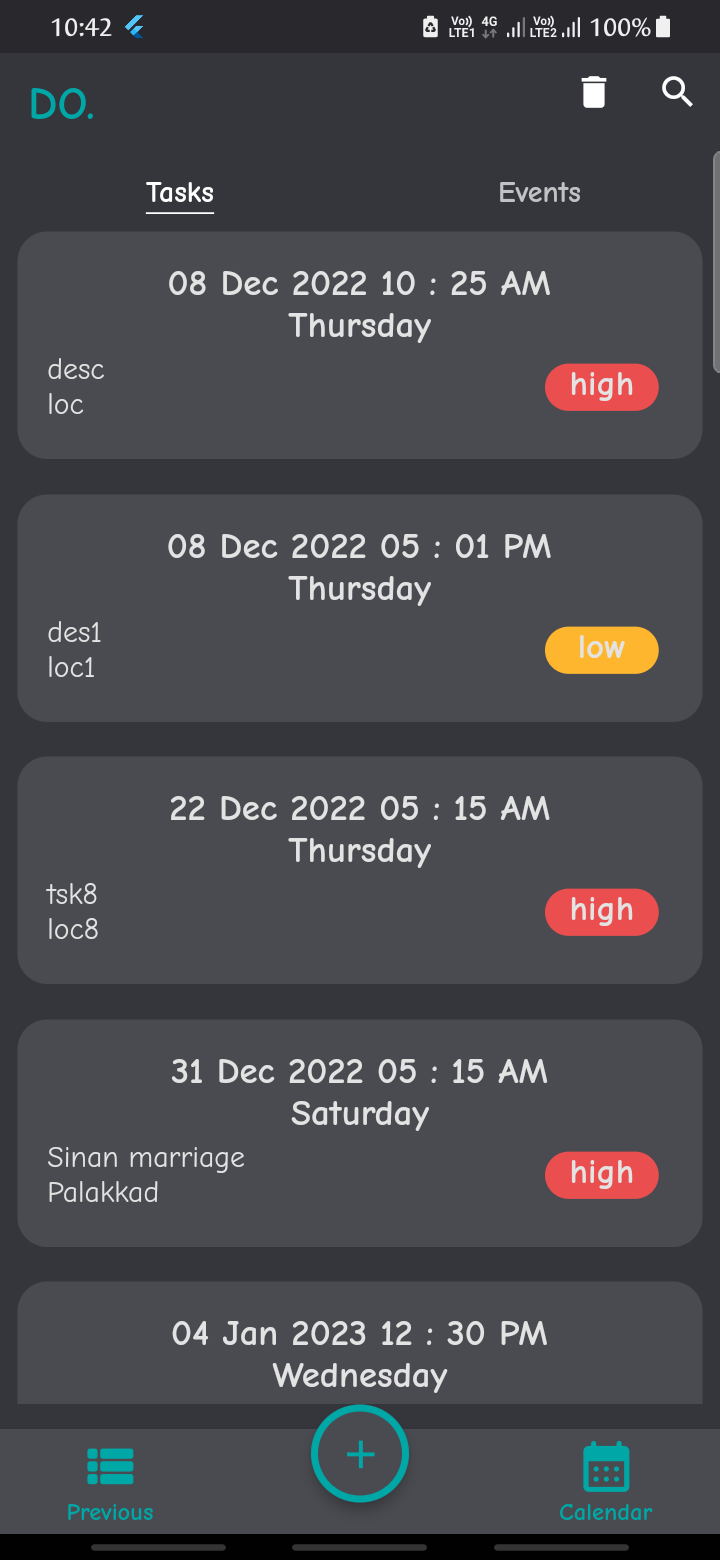 10:42 Vo)) LTE1 4G Vo)) LTE2 100%
DO.
Tasks Events
08 Dec 2022 10 : 25 AM
Thursday
desc
loc
high
08 Dec 2022 05 : 01 PM
Thursday
des1
loc1
low
22 Dec 2022 05 : 15 AM
Thursday
tsk8
loc8
high
31 Dec 2022 05 : 15 AM
Saturday
Sinan marriage
Palakkad
high
04 Jan 2023 12 : 30 PM
Wednesday
Previous Calendar